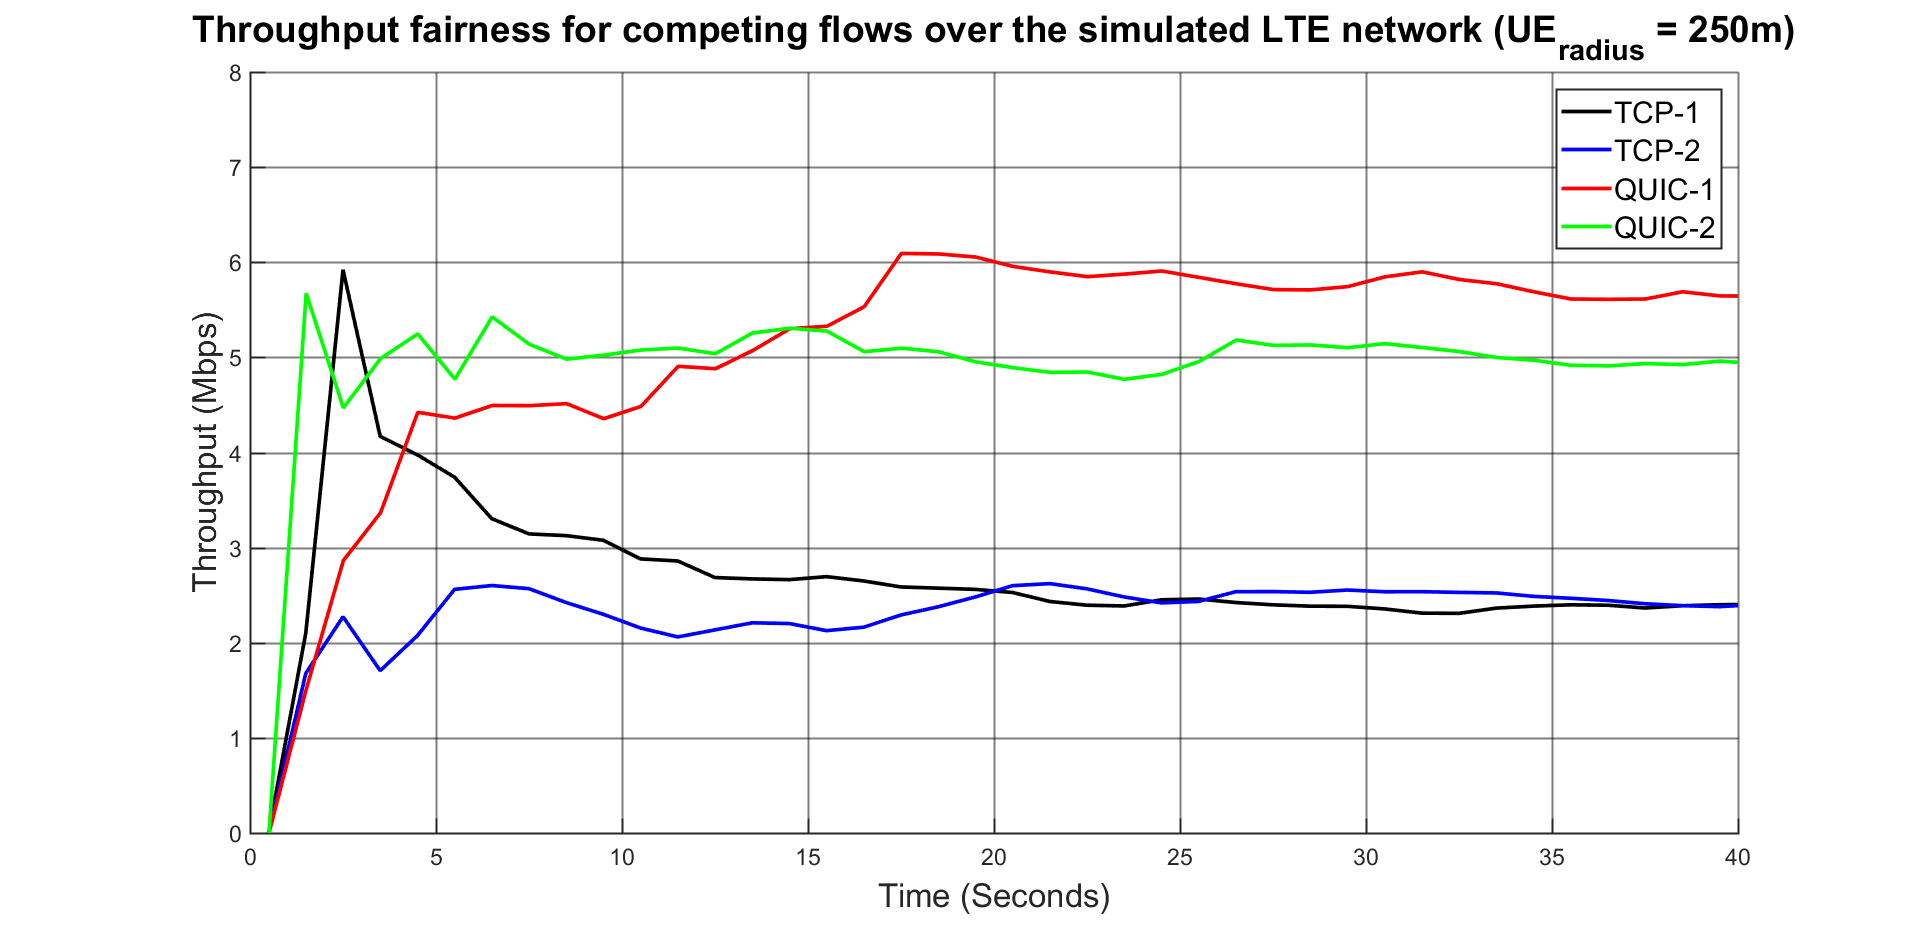 Throughput fairness for competing flows over the simulated LTE network (UEradius = 250m)
8
7
6
5
4
3
2
1
0
Throughput (Mbps)
TCP-1
TCP-2
QUIC-1
QUIC-2
0 5 10 15 20 25 30 35 40
Time (Seconds)